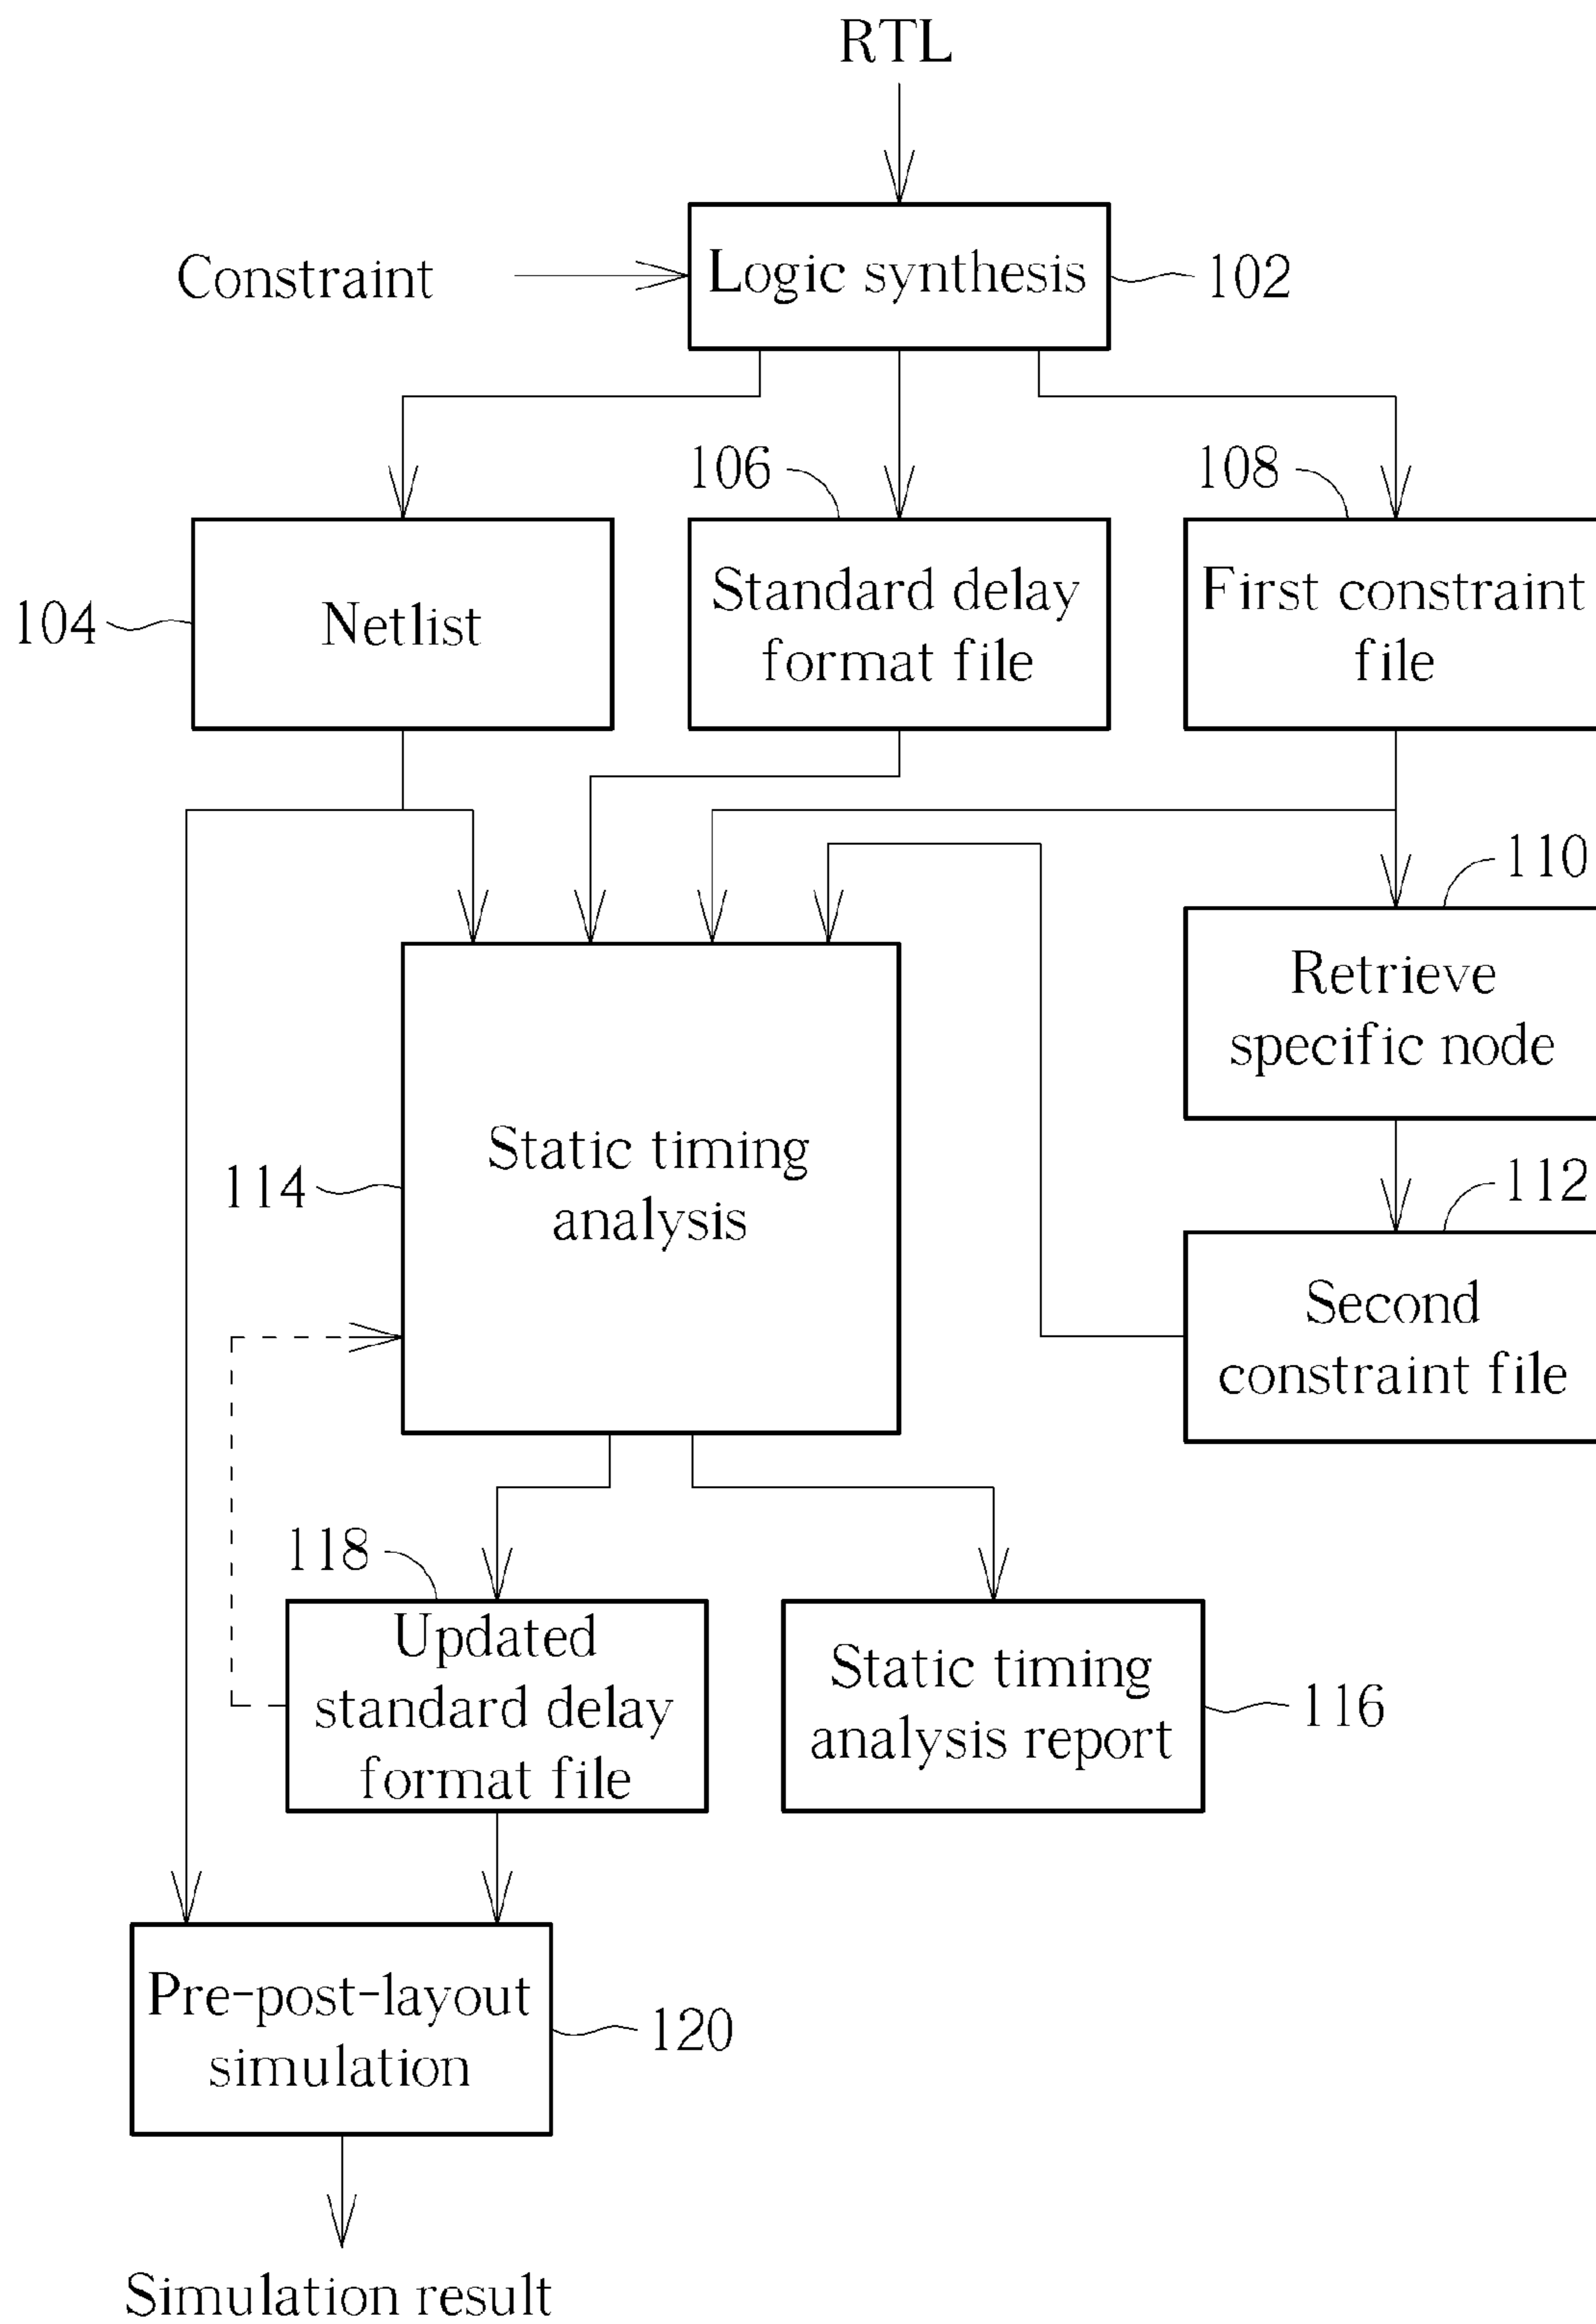 RTL
Constraint
Logic synthesis
102
106
108
104
Netlist
Standard delay
format file
First constraint
file
110
Retrieve
specific node
114
Static timing
analysis
112
Second
constraint file
118
Updated
standard delay
format file
Static timing
analysis report
116
Pre-post-layout
simulation
120
Simulation result